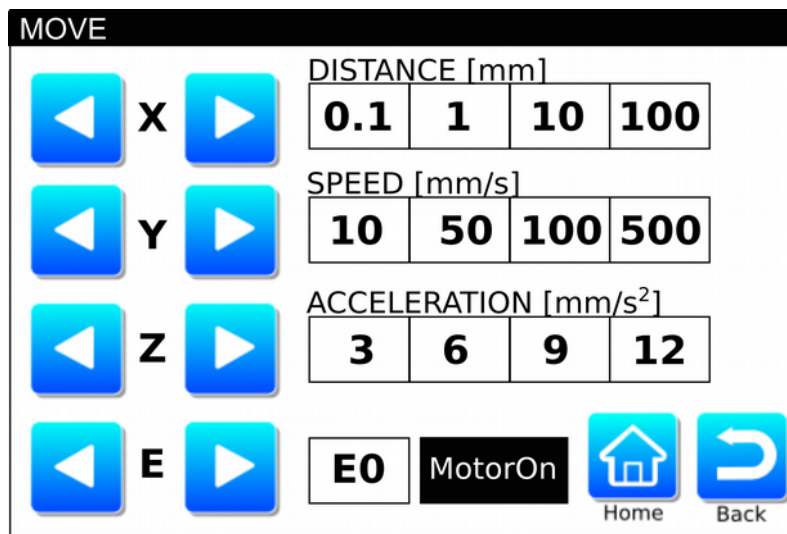 MOVE
DISTANCE [mm]
X 0.1 1 10 100
SPEED [mm/s]
Y 10 50 100 500
ACCELERATION [mm/s²]
Z 3 6 9 12
E E0 MotorOn
Home Back